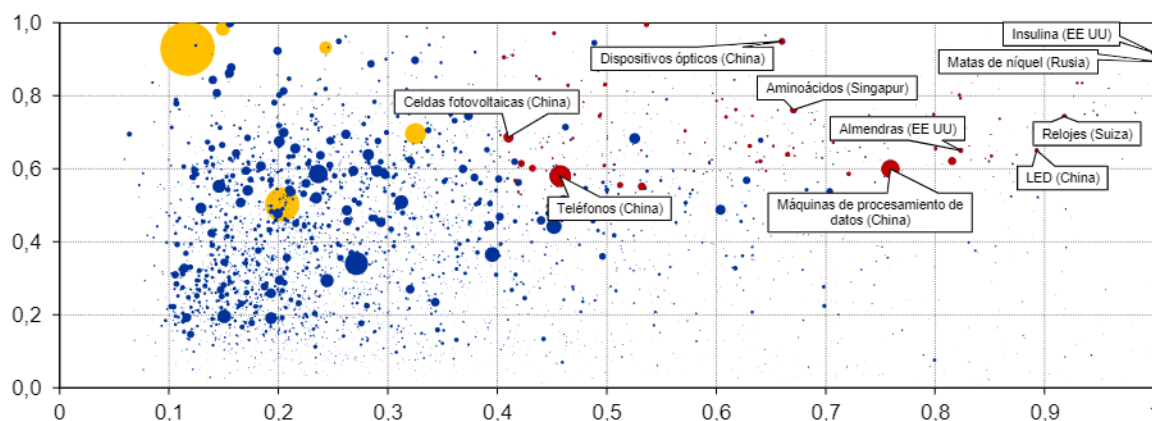 1,0
Insulina (EE UU)
Dispositivos ópticos (China)
Matas de níquel (Rusia)
0,8
Aminoácidos (Singapur)
Celdas fotovoltaicas (China)
Almendras (EE UU)
Relojes (Suiza)
0,6
LED (China)
Teléfonos (China)
Máquinas de procesamiento de
datos (China)
0,4
0,2
0,0
0 0,1 0,2 0,3 0,4 0,5 0,6 0,7 0,8 0,9 1